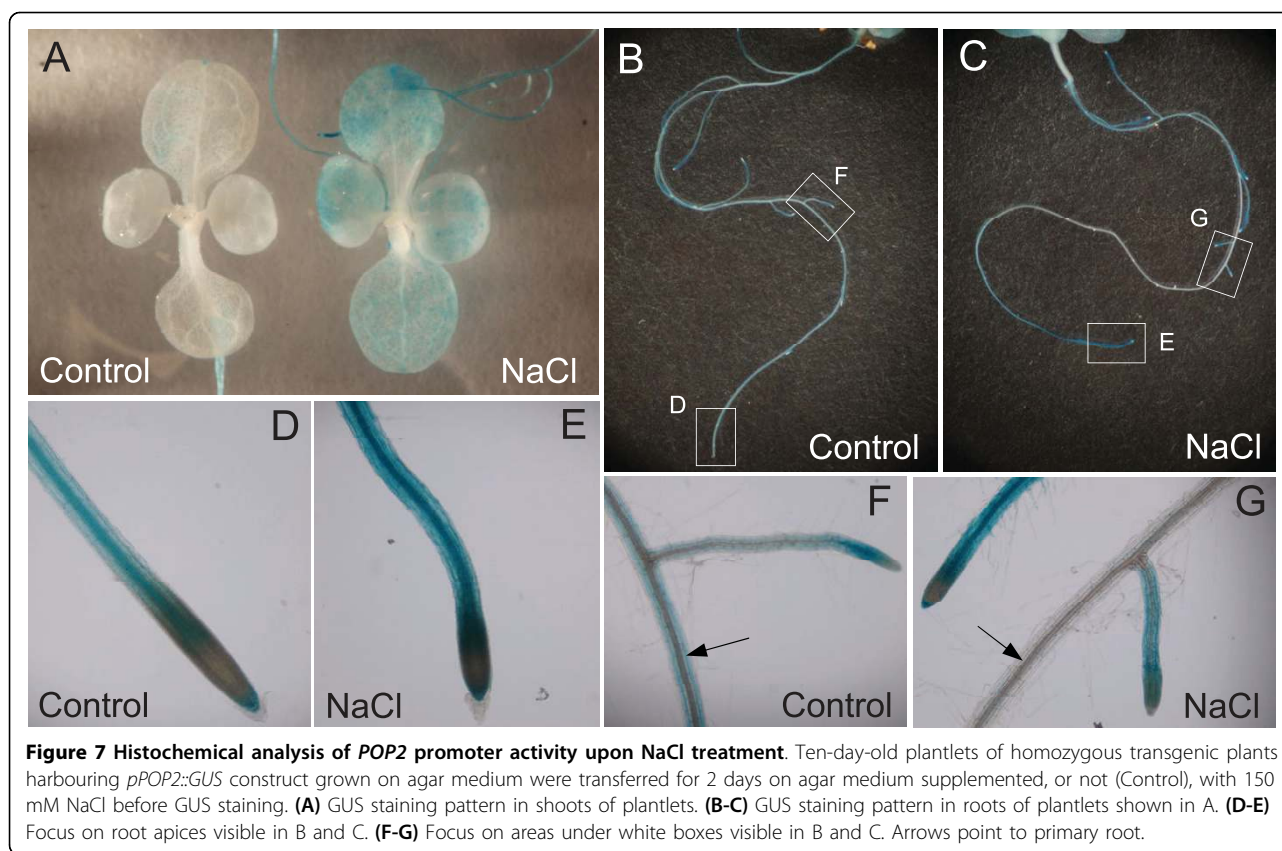 A
Control
NaCl
B
F
D
Control
C
G
E
NaCl
D
Control
E
NaCl
F
Control
G
NaCl
Figure 7 Histochemical analysis of POP2 promoter activity upon NaCl treatment. Ten-day-old plantlets of homozygous transgenic plants
harbouring pPOP2::GUS construct grown on agar medium were transferred for 2 days on agar medium supplemented, or not (Control), with 150
mM NaCl before GUS staining. (A) GUS staining pattern in shoots of plantlets. (B-C) GUS staining pattern in roots of plantlets shown in A. (D-E)
Focus on root apices visible in B and C. (F-G) Focus on areas under white boxes visible in B and C. Arrows point to primary root.